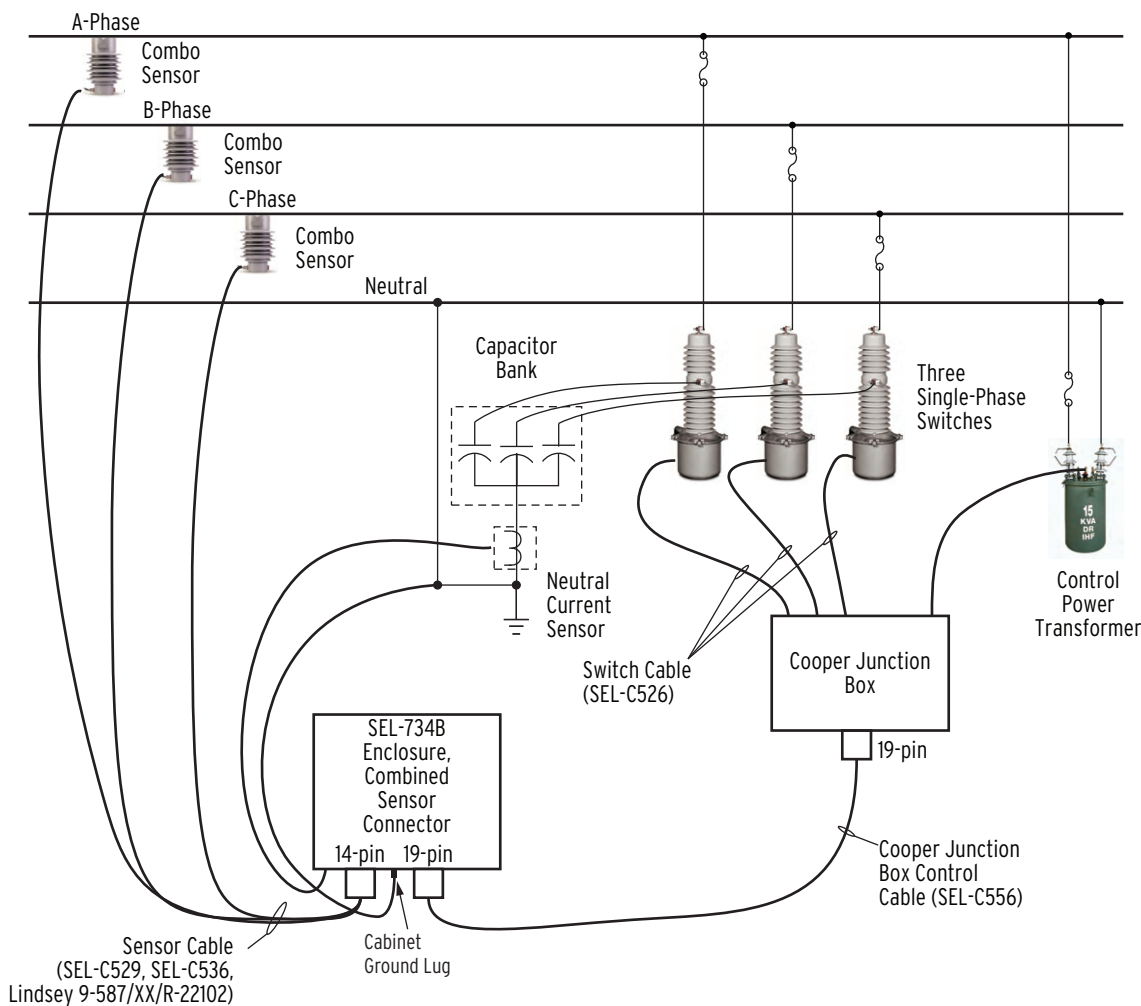 A-Phase
Combo
Sensor
B-Phase
Combo
Sensor
C-Phase
Combo
Sensor
Neutral
Capacitor
Bank
Three
Single-Phase
Switches
15
KVA
DR
IHF
Neutral
Current
Sensor
Control
Power
Transformer
Switch Cable
(SEL-C526)
Cooper Junction
Box
19-pin
SEL-734B
Enclosure,
Combined
Sensor
Connector
14-pin 19-pin
Cooper Junction
Box Control
Cable (SEL-C556)
Cabinet
Ground Lug
Sensor Cable
(SEL-C529, SEL-C536,
Lindsey 9-587/XX/R-22102)